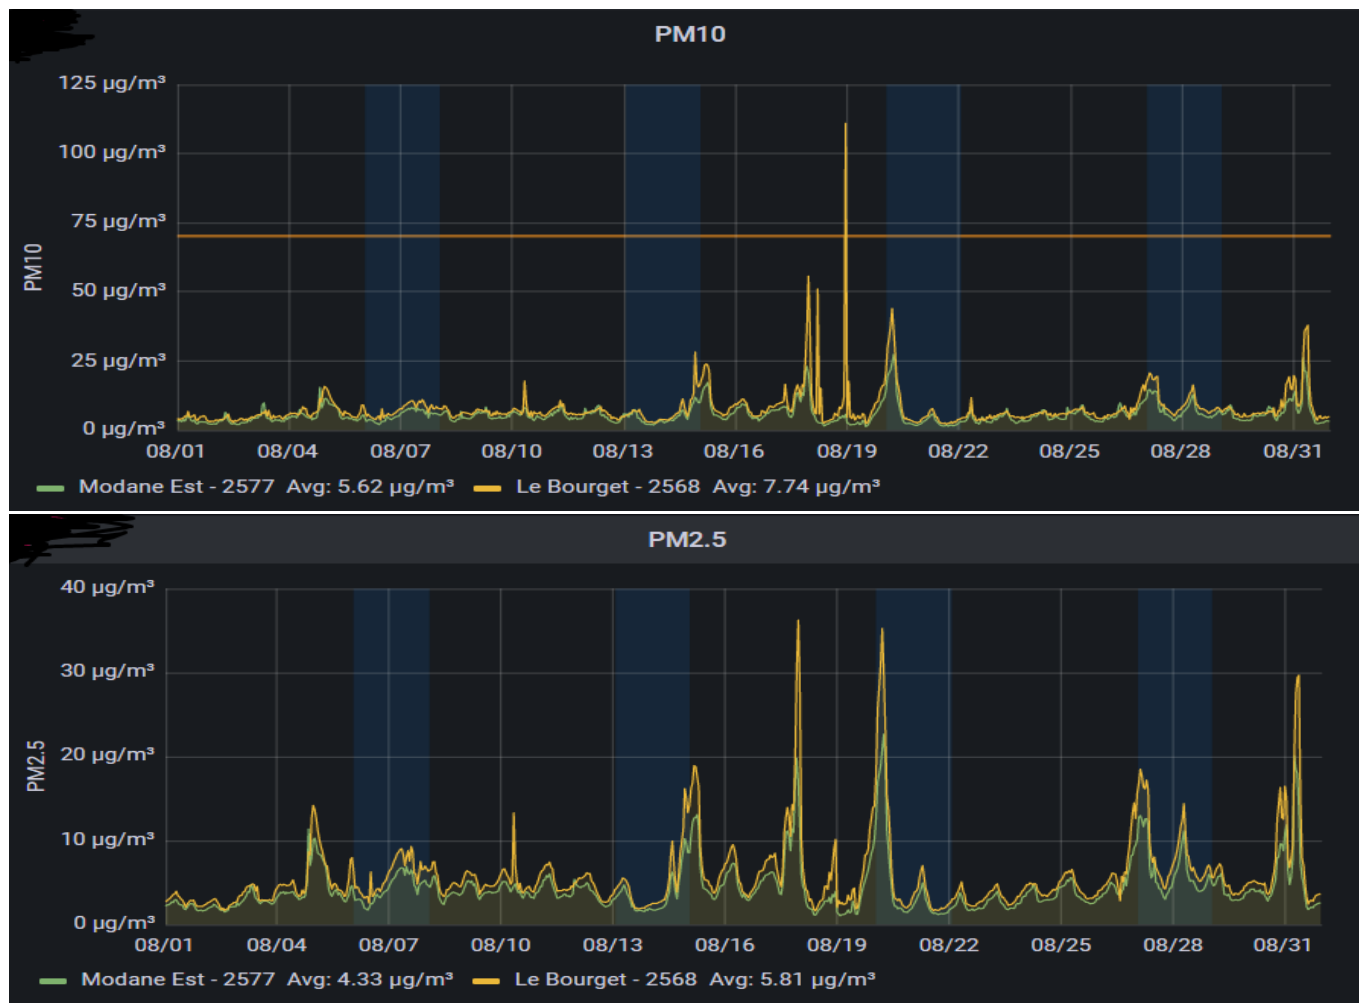 PM10
125 µg/m³
100 µg/m³
75 µg/m³
50 µg/m³
25 µg/m³
0 µg/m³
PM10
08/01 08/04 08/07 08/10 08/13 08/16 08/19 08/22 08/25 08/28 08/31
Modane Est - 2577 Avg: 5.62 µg/m³ Le Bourget - 2568 Avg: 7.74 µg/m³
PM2.5
40 µg/m³
30 µg/m³
20 µg/m³
10 µg/m³
0 µg/m³
PM2.5
08/01 08/04 08/07 08/10 08/13 08/16 08/19 08/22 08/25 08/28 08/31
Modane Est - 2577 Avg: 4.33 µg/m³ Le Bourget - 2568 Avg: 5.81 µg/m³